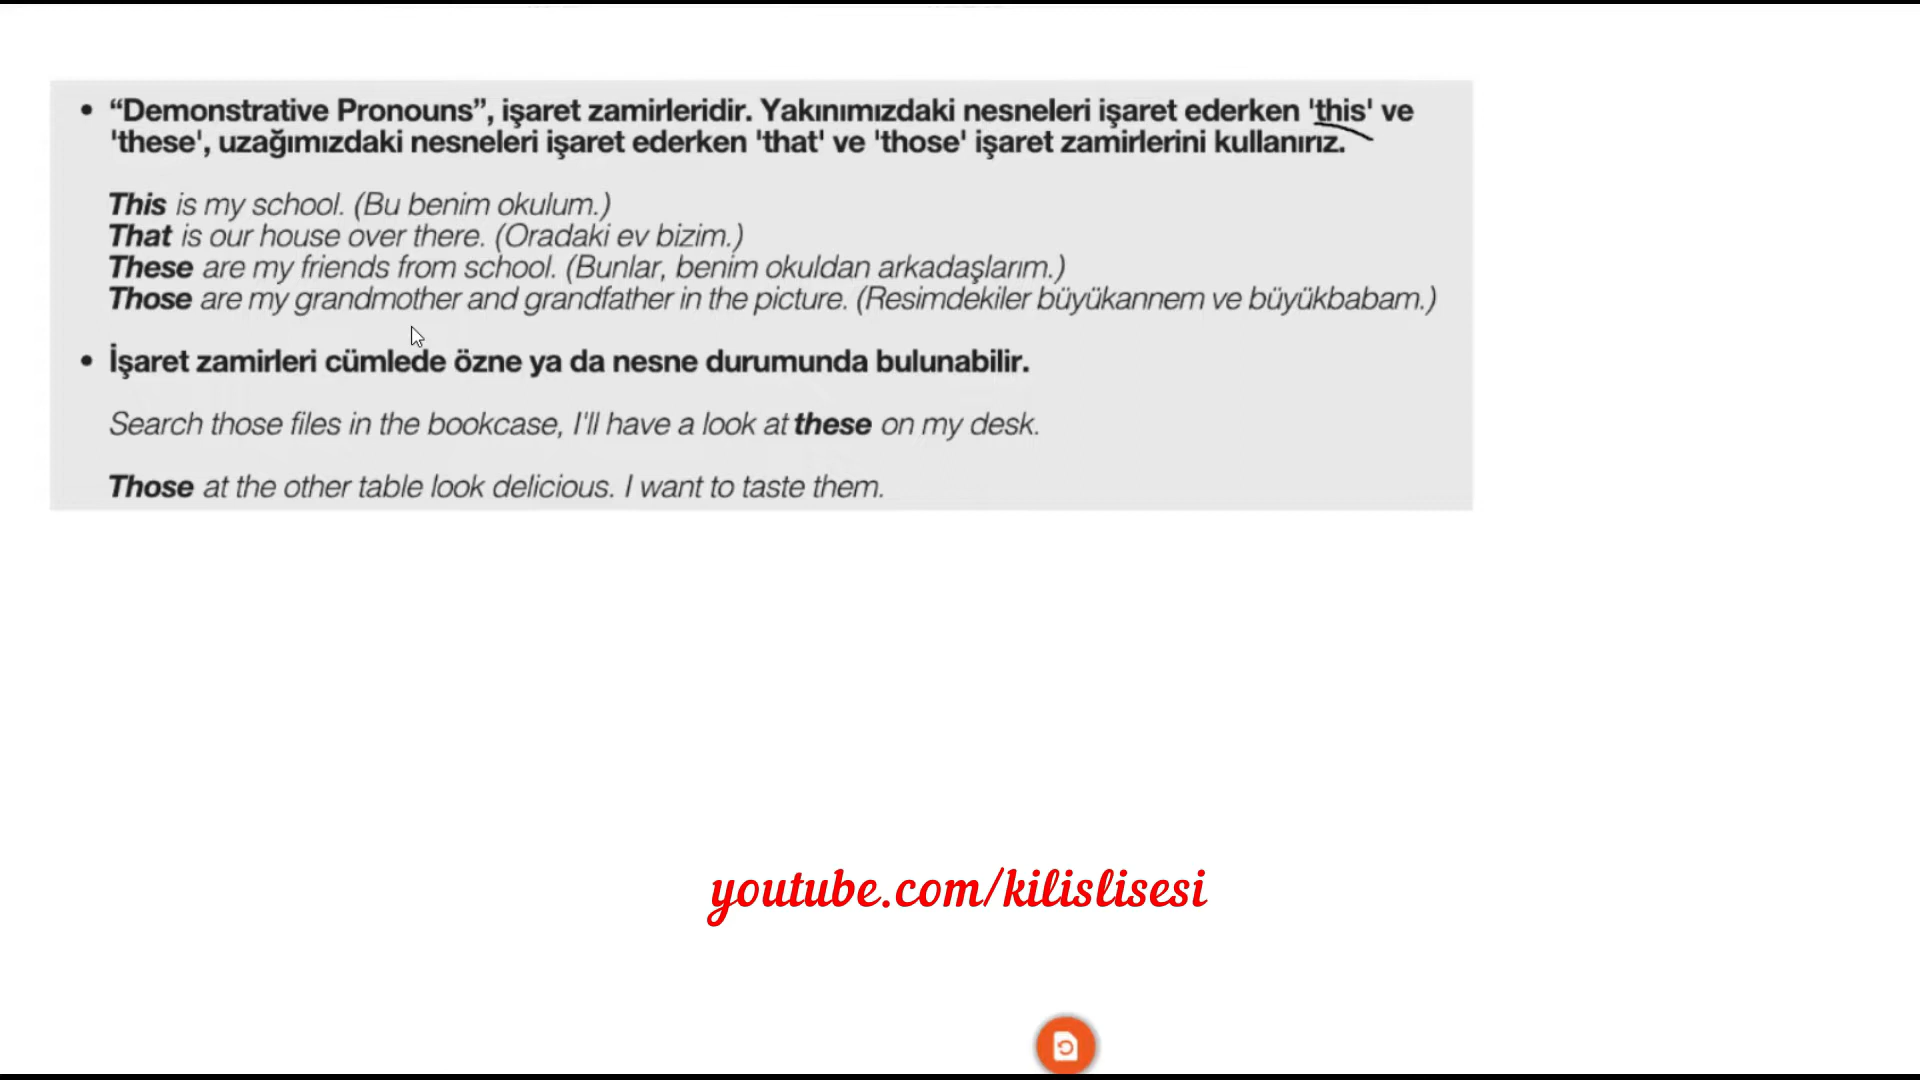 • “Demonstrative Pronouns”, işaret zamirleridir. Yakınımızdaki nesneleri işaret ederken 'this' ve
'these', uzağımızdaki nesneleri işaret ederken 'that' ve 'those' işaret zamirlerini kullanırız.
This is my school. (Bu benim okulum.)
That is our house over there. (Oradaki ev bizim.)
These are my friends from school. (Bunlar, benim okuldan arkadaşlarım.)
Those are my grandmother and grandfather in the picture. (Resimdekiler büyükannem ve büyükbabam.)
• İşaret zamirleri cümlede özne ya da nesne durumunda bulunabilir.
Search those files in the bookcase, I'll have a look at these on my desk.
Those at the other table look delicious. I want to taste them.
youtube.com/kilislisesi